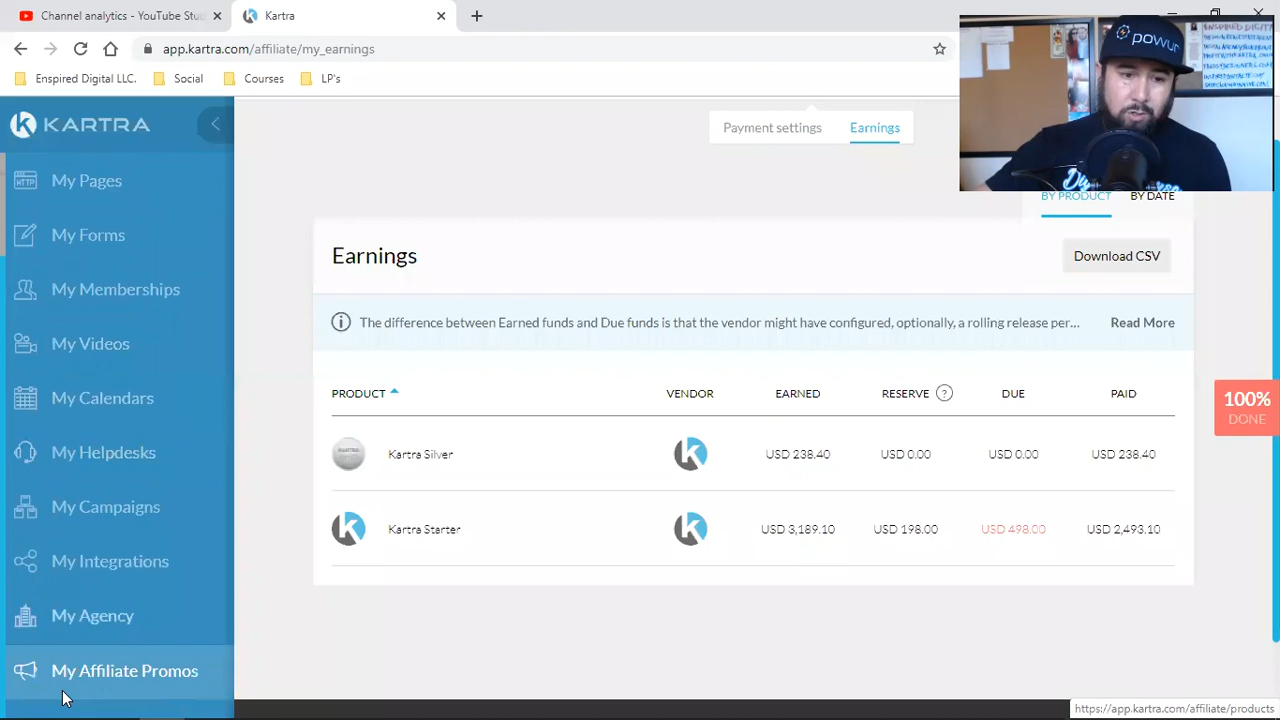 Channel analytics - YouTube Stu
Kartra
app.kartra.com/affiliate/my_earnings
Enspired Digital LLC.
Social
Courses
LP's
KARTRA
Payment settings
Earnings
powur
BY PRODUCT
BY DATE
My Pages
My Forms
My Memberships
My Videos
My Calendars
My Helpdesks
My Campaigns
My Integrations
My Agency
My Affiliate Promos
Earnings
Download CSV
The difference between Earned funds and Due funds is that the vendor might have configured, optionally, a rolling release per...
Read More
PRODUCT VENDOR EARNED RESERVE ? DUE PAID
Kartra Silver USD 238.40 USD 0.00 USD 0.00 USD 238.40
Kartra Starter USD 3,189.10 USD 198.00 USD 498.00 USD 2,493.10
100%
DONE
https://app.kartra.com/affiliate/products